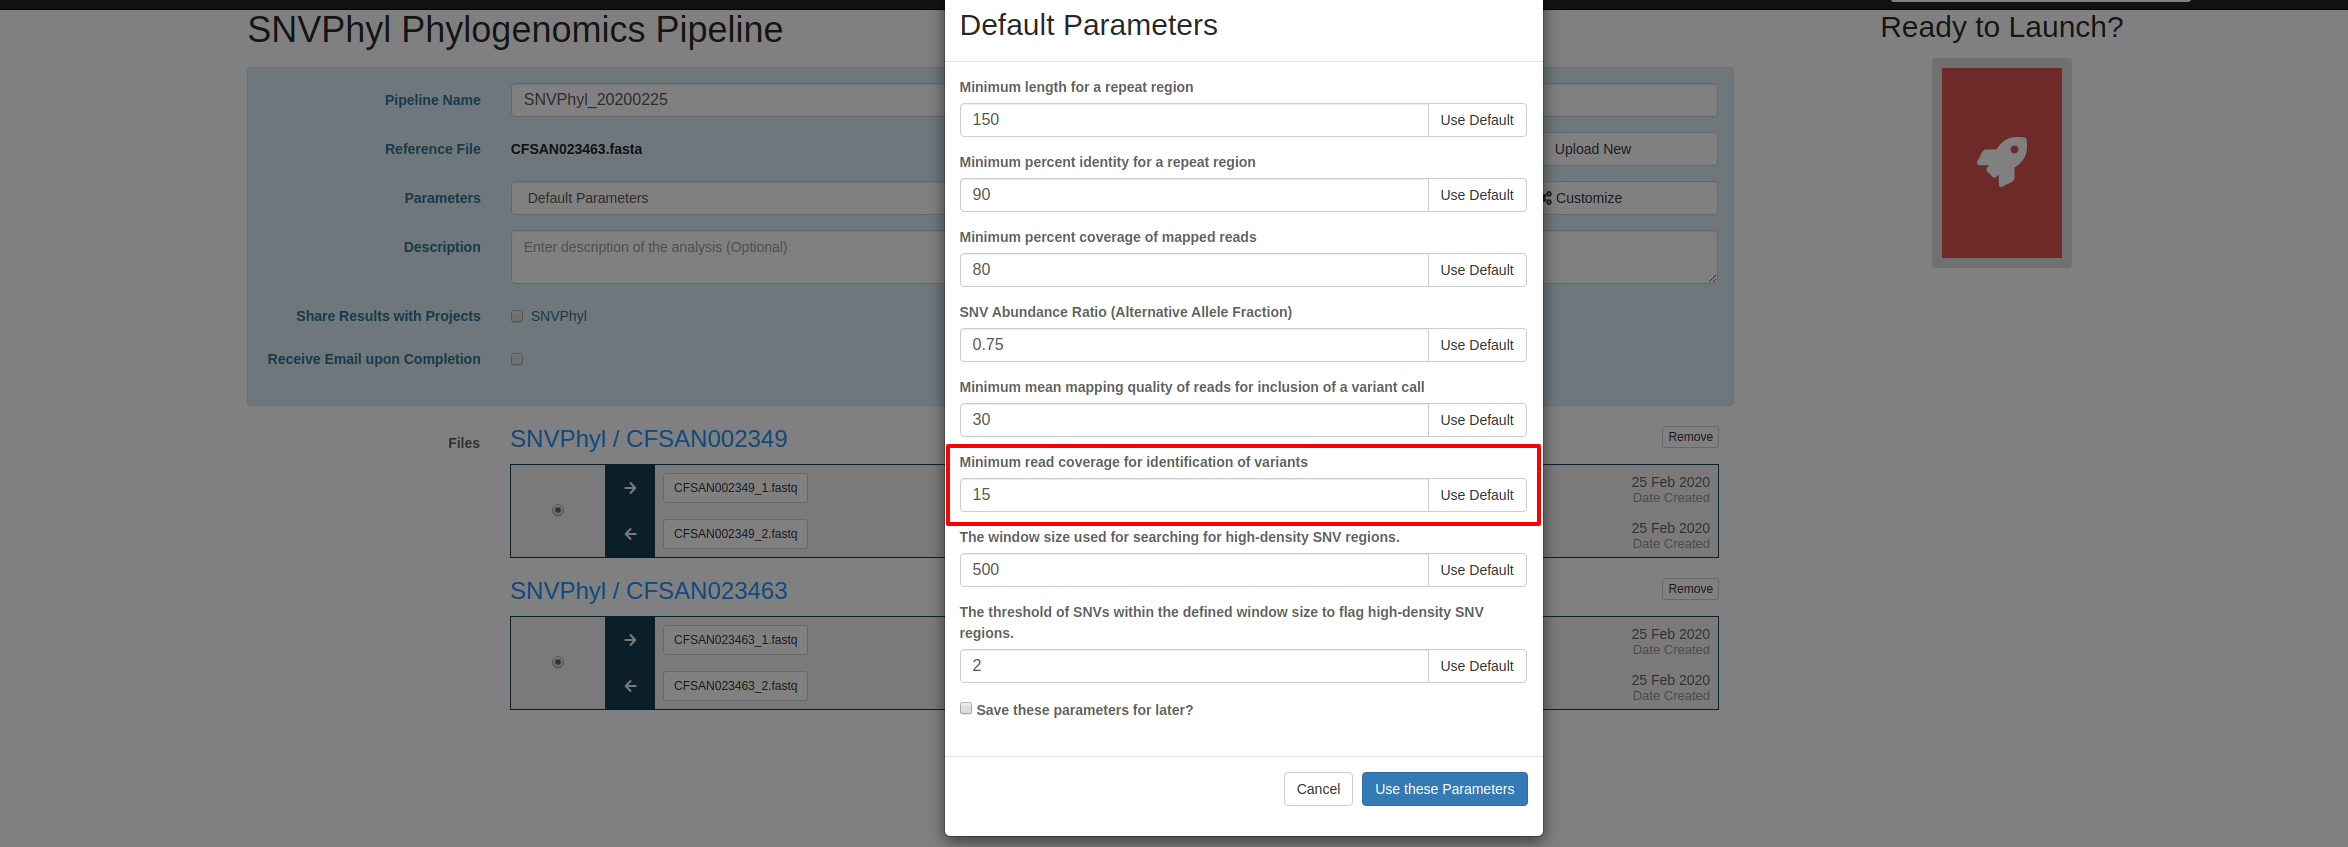 SNVPhyl Phylogenomics Pipeline
Pipeline Name
SNVPhyl_20200225
Reference File
CFSAN023463.fasta
Upload New
Parameters
Default Parameters
Customize
Description
Enter description of the analysis (Optional)
Share Results with Projects
SNVPhyl
Receive Email upon Completion
Files
SNVPhyl / CFSAN002349
Remove
CFSAN002349_1.fastq
25 Feb 2020
Date Created
CFSAN002349_2.fastq
25 Feb 2020
Date Created
SNVPhyl / CFSAN023463
Remove
CFSAN023463_1.fastq
25 Feb 2020
Date Created
CFSAN023463_2.fastq
25 Feb 2020
Date Created
Default Parameters
Minimum length for a repeat region
150
Use Default
Minimum percent identity for a repeat region
90
Use Default
Minimum percent coverage of mapped reads
80
Use Default
SNV Abundance Ratio (Alternative Allele Fraction)
0.75
Use Default
Minimum mean mapping quality of reads for inclusion of a variant call
30
Use Default
Minimum read coverage for identification of variants
15
Use Default
The window size used for searching for high-density SNV regions.
500
Use Default
The threshold of SNVs within the defined window size to flag high-density SNV
regions.
2
Use Default
Save these parameters for later?
Cancel
Use these Parameters
Ready to Launch?